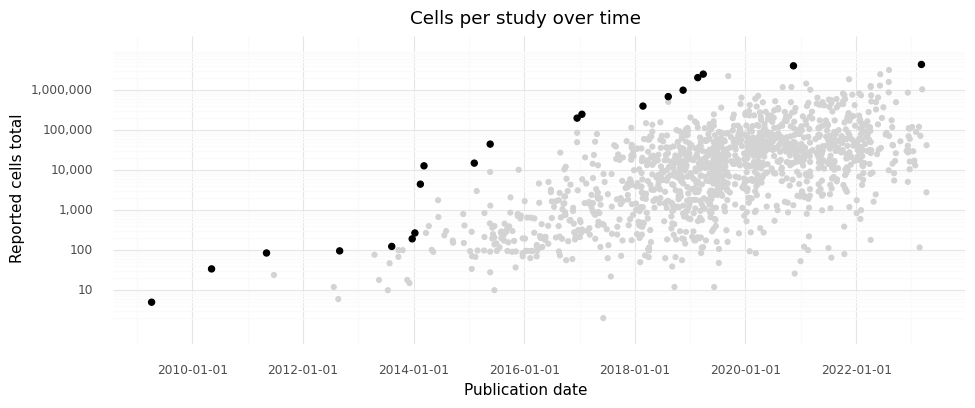 Cells per study over time
Reported cells total
1,000,000
100,000
10,000
1,000
100
10
2010-01-01 2012-01-01 2014-01-01 2016-01-01 2018-01-01 2020-01-01 2022-01-01
Publication date